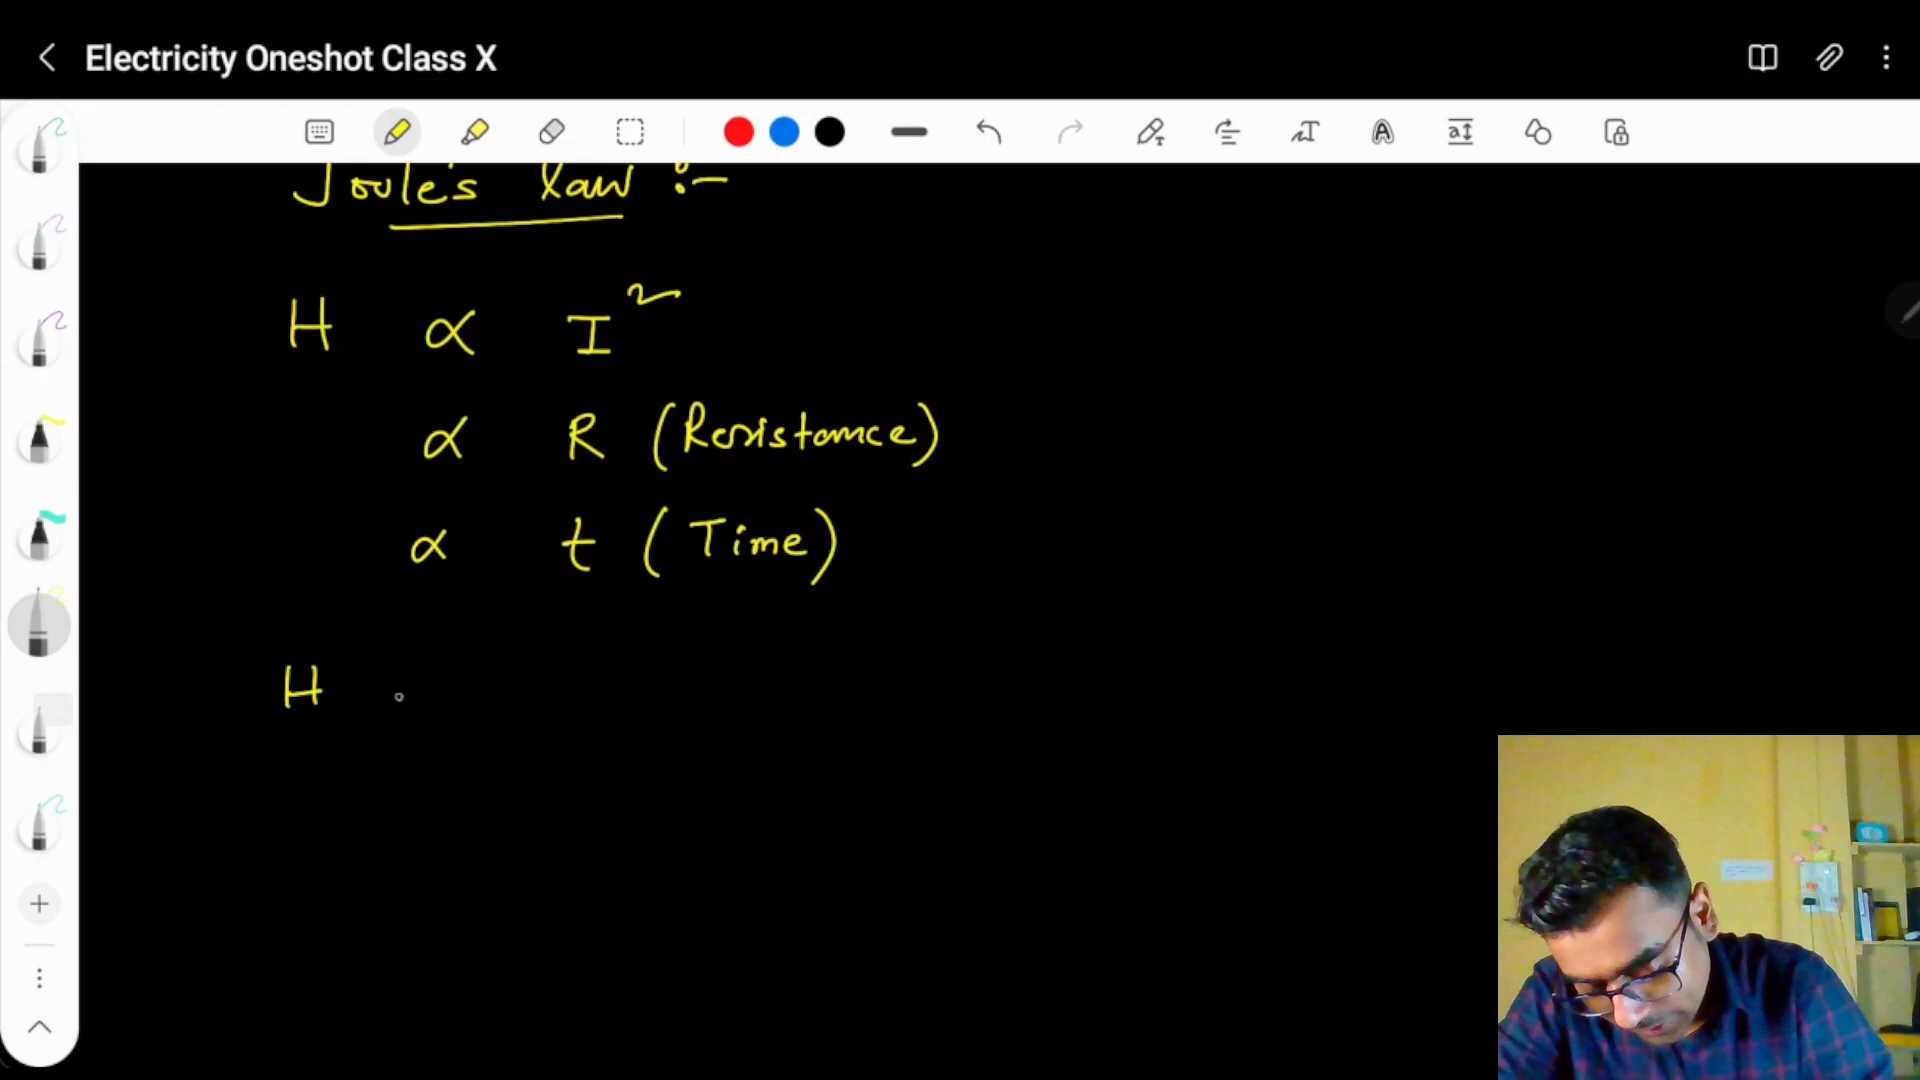 Electricity Oneshot Class X
Joule's law :-
H α I²
α R (Resistance)
α t (Time)
H